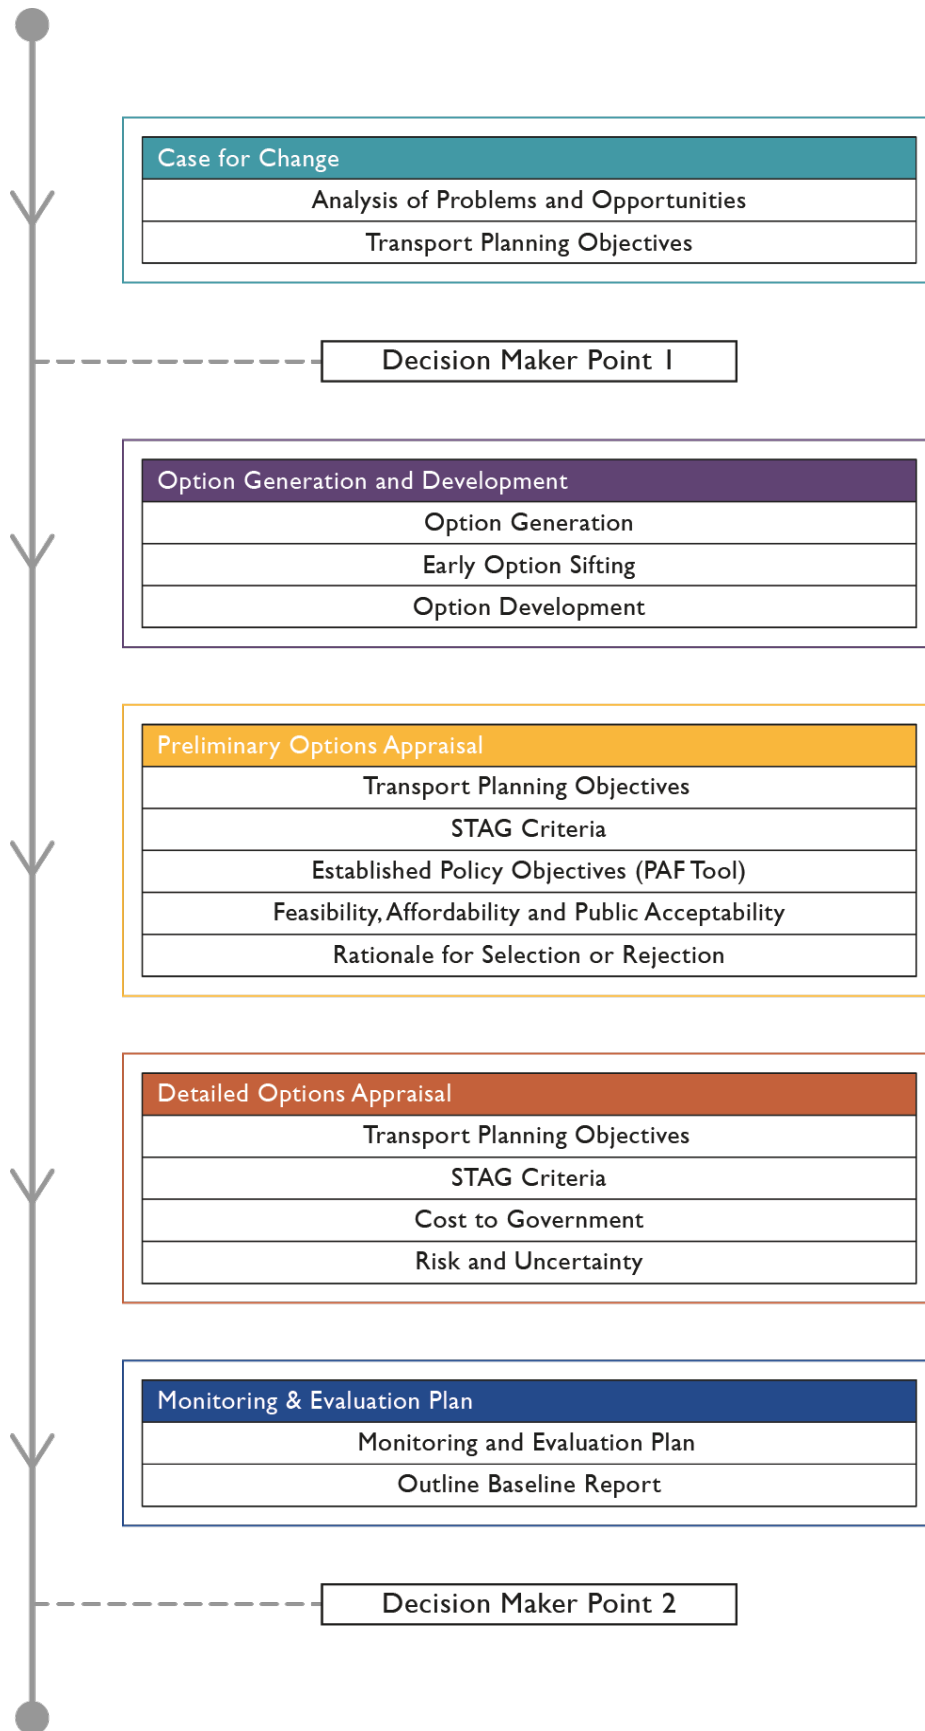 Case for Change
Analysis of Problems and Opportunities
Transport Planning Objectives
Decision Maker Point 1
Option Generation and Development
Option Generation
Early Option Sifting
Option Development
Preliminary Options Appraisal
Transport Planning Objectives
STAG Criteria
Established Policy Objectives (PAF Tool)
Feasibility, Affordability and Public Acceptability
Rationale for Selection or Rejection
Detailed Options Appraisal
Transport Planning Objectives
STAG Criteria
Cost to Government
Risk and Uncertainty
Monitoring & Evaluation Plan
Monitoring and Evaluation Plan
Outline Baseline Report
Decision Maker Point 2